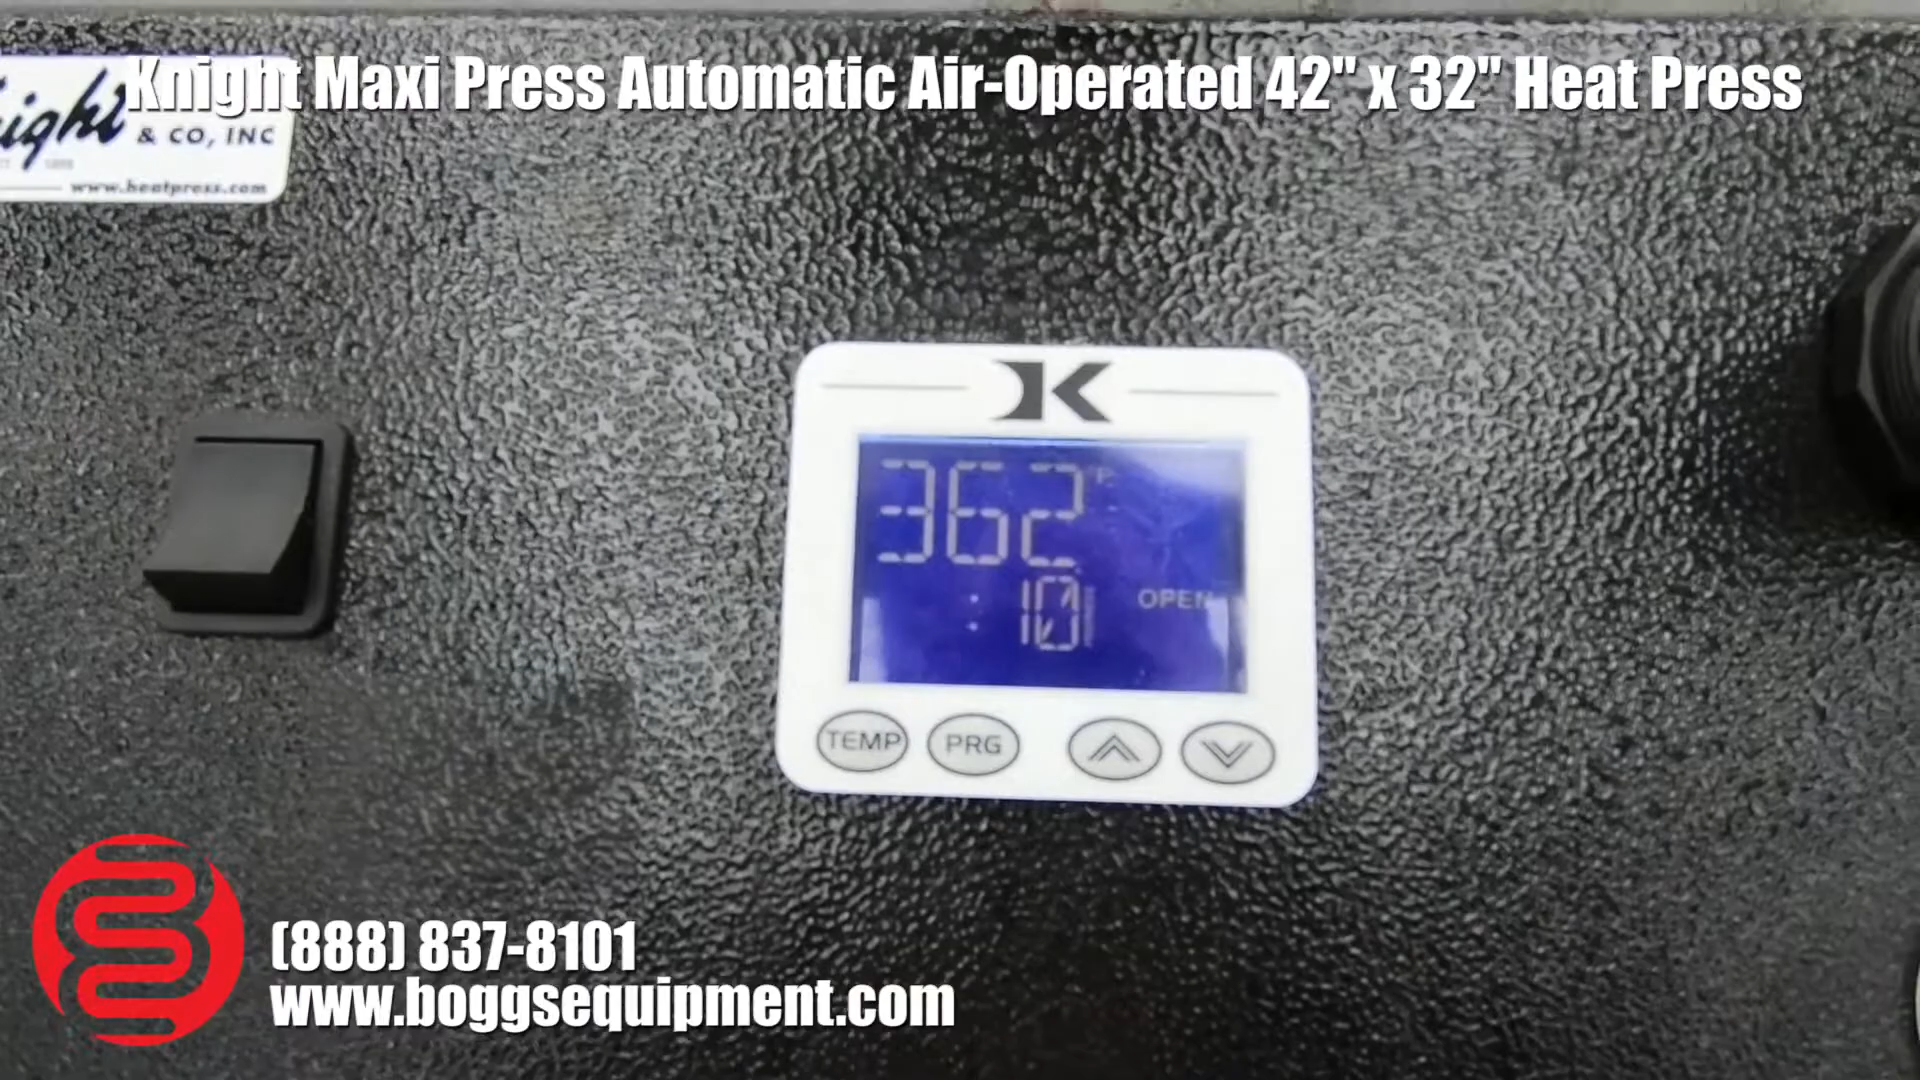 Knight Maxi Press Automatic Air-Operated 42" x 32" Heat Press
& CO, INC
www.heatpress.com
K
362 °F
:10
OPEN
TEMP PRG
(888) 837-8101
www.boggsequipment.com